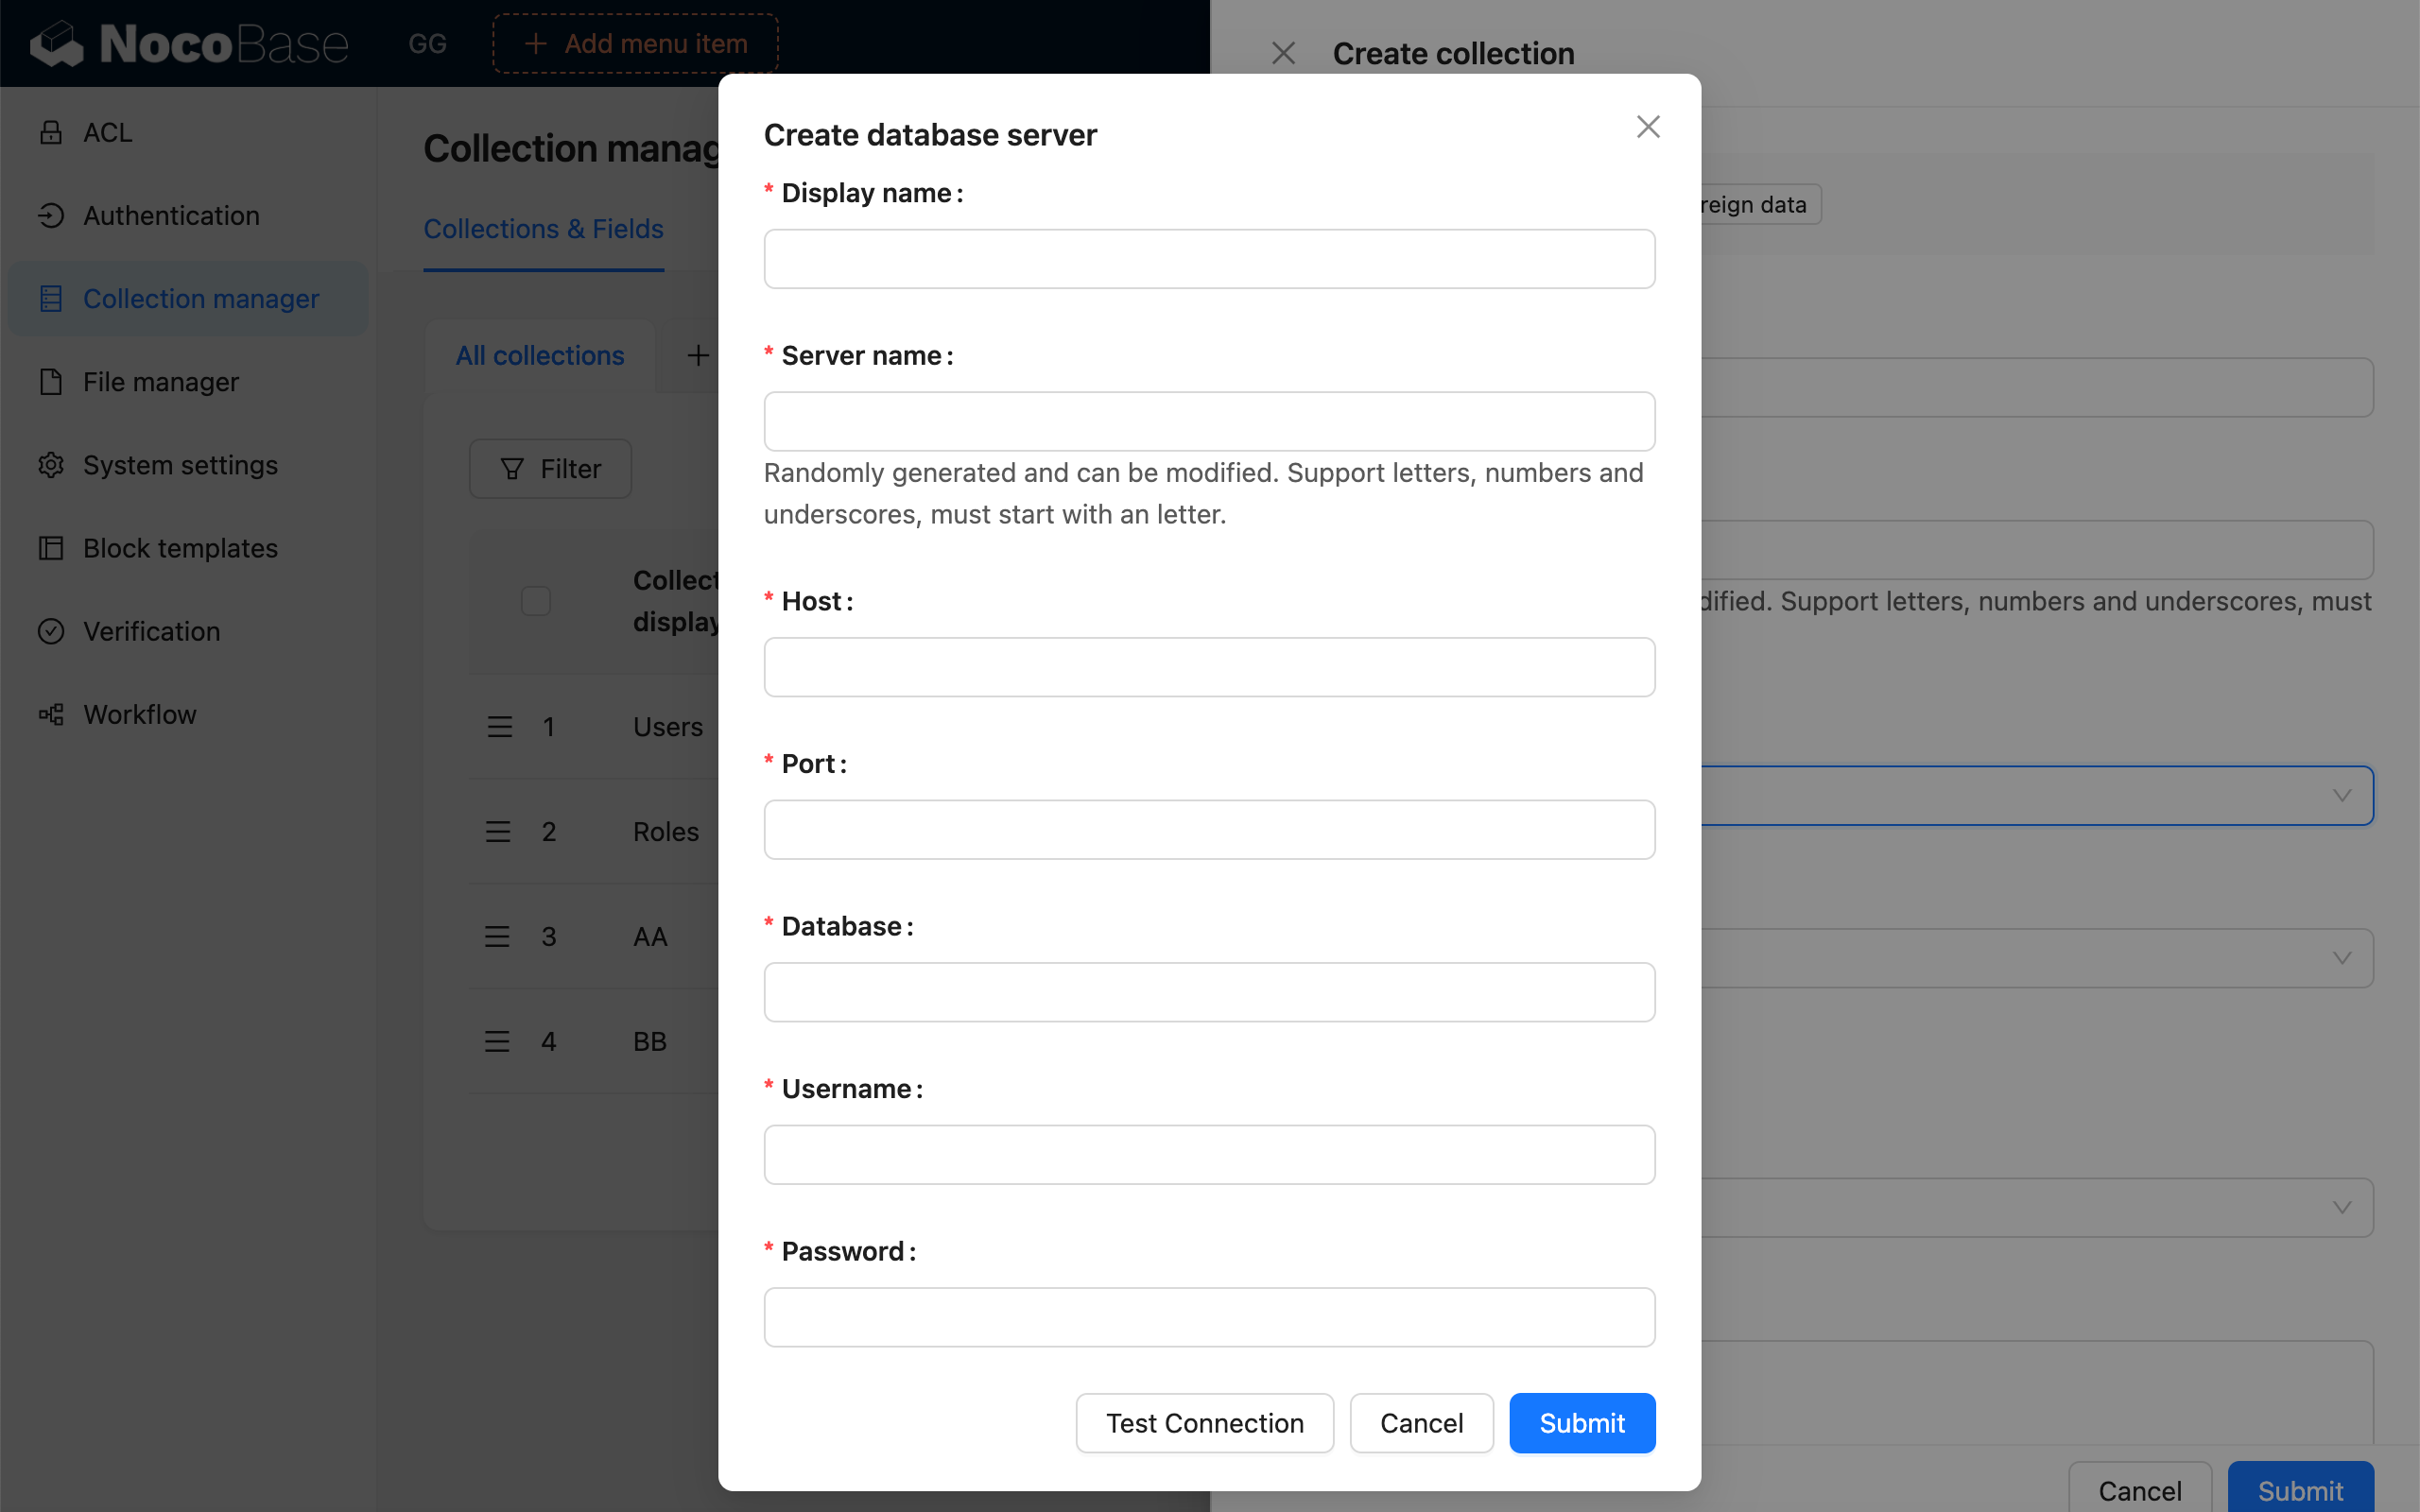 NocoBase
GG
+ Add menu item
Create collection
ACL
Authentication
Collection manager
File manager
System settings
Block templates
Verification
Workflow
Collection manag
Collections & Fields
All collections
Filter
Collect
display
1 Users
2 Roles
3 AA
4 BB
Create database server
* Display name :
* Server name :
Randomly generated and can be modified. Support letters, numbers and
underscores, must start with an letter.
* Host :
* Port :
* Database :
* Username :
* Password :
Test Connection
Cancel
Submit
reign data
dified. Support letters, numbers and underscores, must
Cancel
Submit